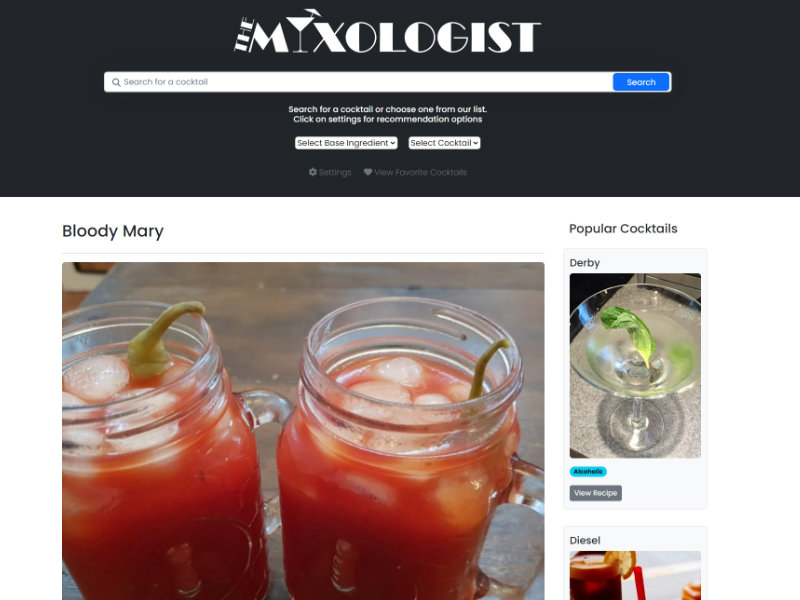 THE MIXOLOGIST
Search for a cocktail
Search
Search for a cocktail or choose one from our list.
Click on settings for recommendation options
Select Base Ingredient
Select Cocktail
Settings
View Favorite Cocktails
Bloody Mary
Popular Cocktails
Derby
Alcoholic
View Recipe
Diesel